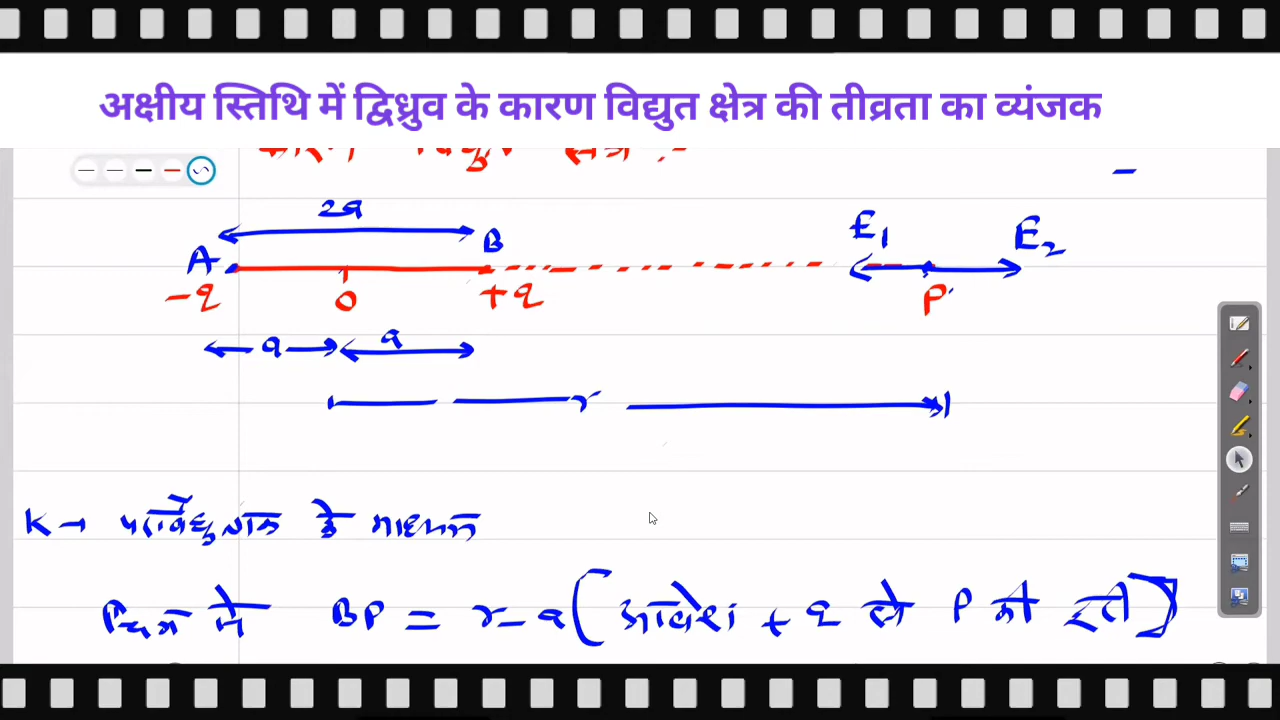 अक्षीय स्तिथि में द्विध्रुव के कारण विद्युत क्षेत्र की तीव्रता का व्यंजक
2a
A B E1 E2
-q O +q P
a a
r
K → परावैद्युतांक के माध्यम
BP = r - a ( आवेश + q से P की दूरी )